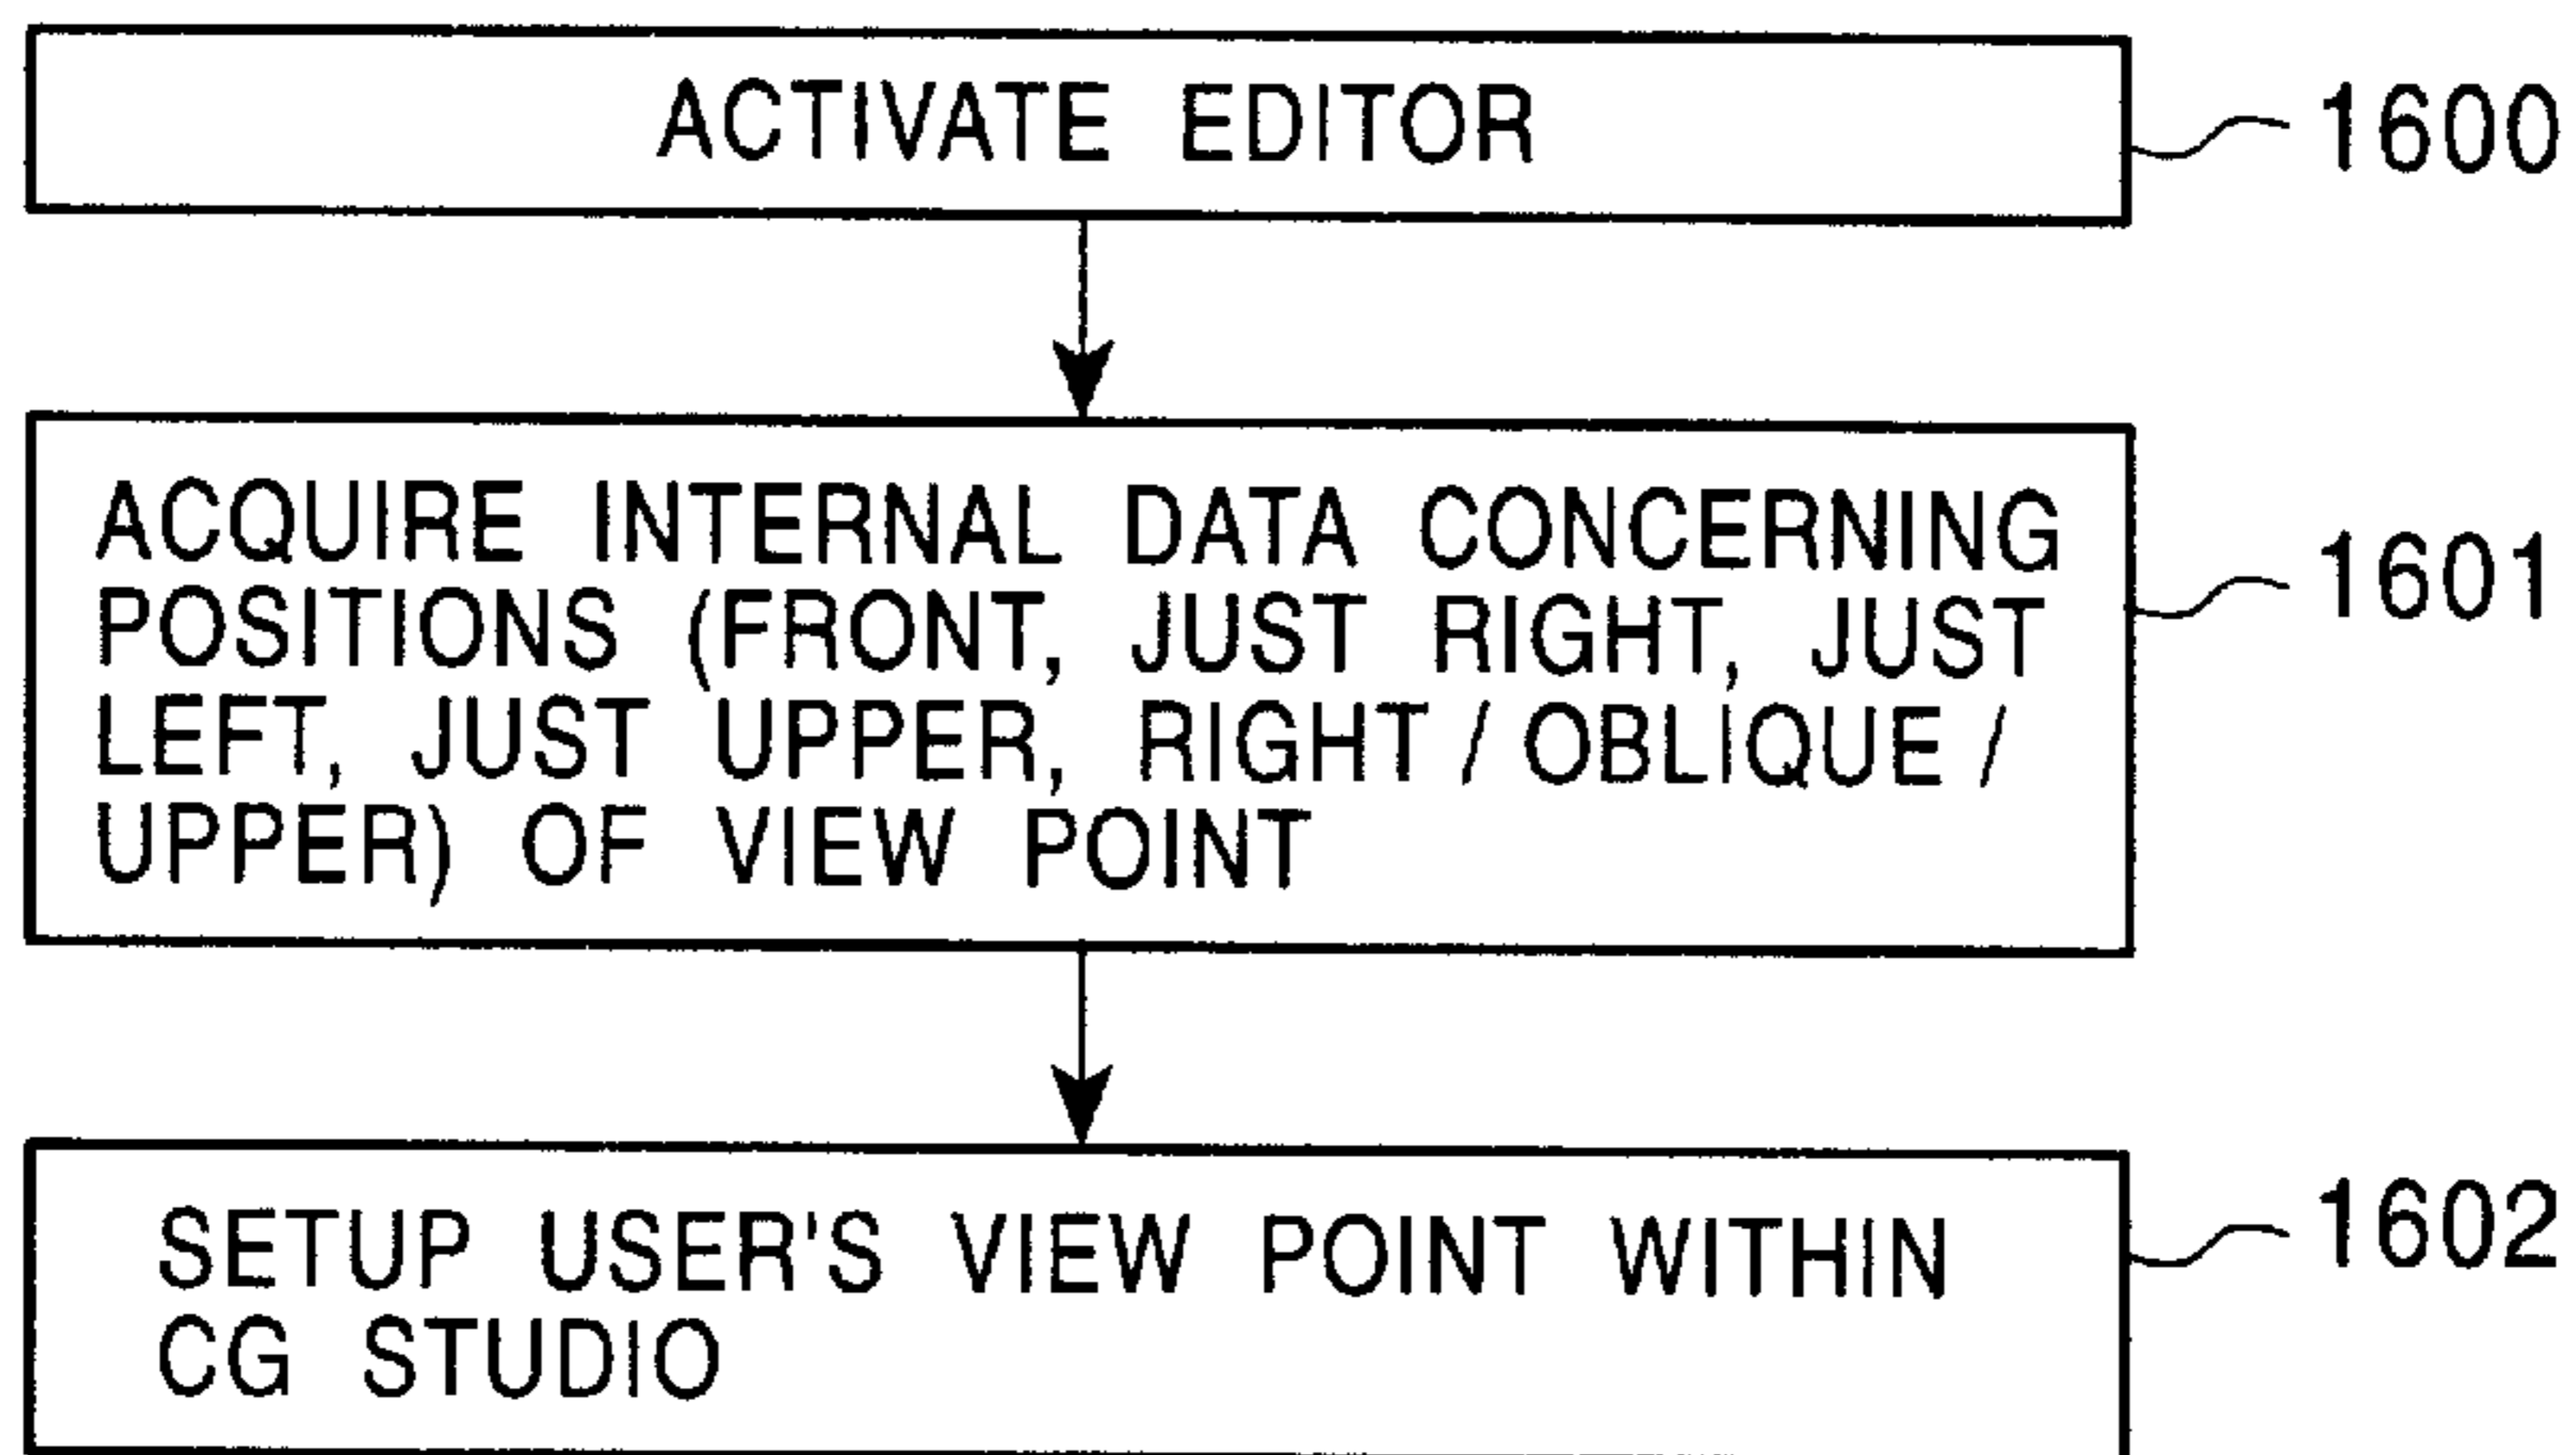 ACTIVATE EDITOR
1600
ACQUIRE INTERNAL DATA CONCERNING
POSITIONS (FRONT, JUST RIGHT, JUST
LEFT, JUST UPPER, RIGHT / OBLIQUE /
UPPER) OF VIEW POINT
1601
SETUP USER'S VIEW POINT WITHIN
CG STUDIO
1602